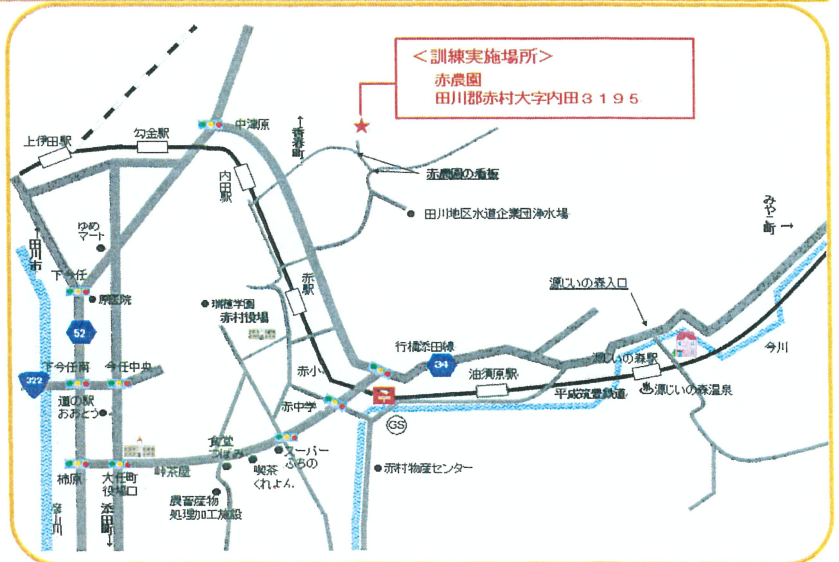 <訓練実施場所>
赤農園
田川郡赤村大字内田3195
中津原
↑香春町
勾金駅
上伊田駅
内田駅
赤農園の看板
田川地区水道企業団浄水場
みやこ町→
↑田川市
ゆめ
マート
下今任
原医院
瑞穂学園
赤村役場
赤駅
源じいの森入口
52
行橋添田線
34
今川
源じいの森駅
322
下今任南
今任中央
赤小
油須原駅
平成筑豊鉄道
源じいの森温泉
道の駅
おおとう
赤中学
GS
食堂
つぼみ
スーパー
ふちの
峠茶屋
喫茶
くれよん
赤村物産センター
柿原
大任町
役場口
農畜産物
処理加工施設
彦山川
添田町→